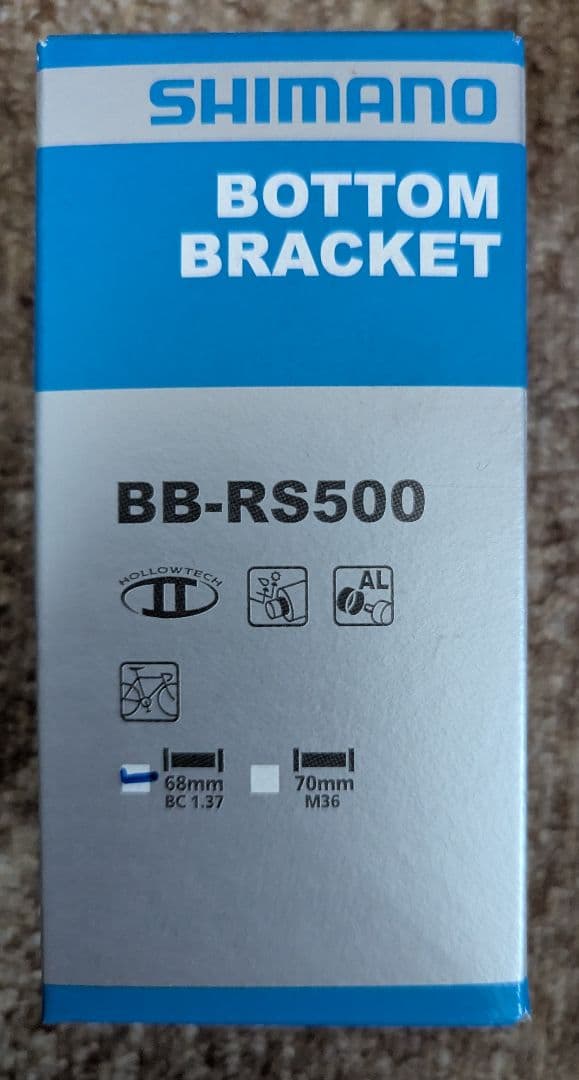 SHIMANO
BOTTOM
BRACKET
BB-RS500
HOLLOWTECH
II
AL
68mm
BC 1.37
70mm
M36